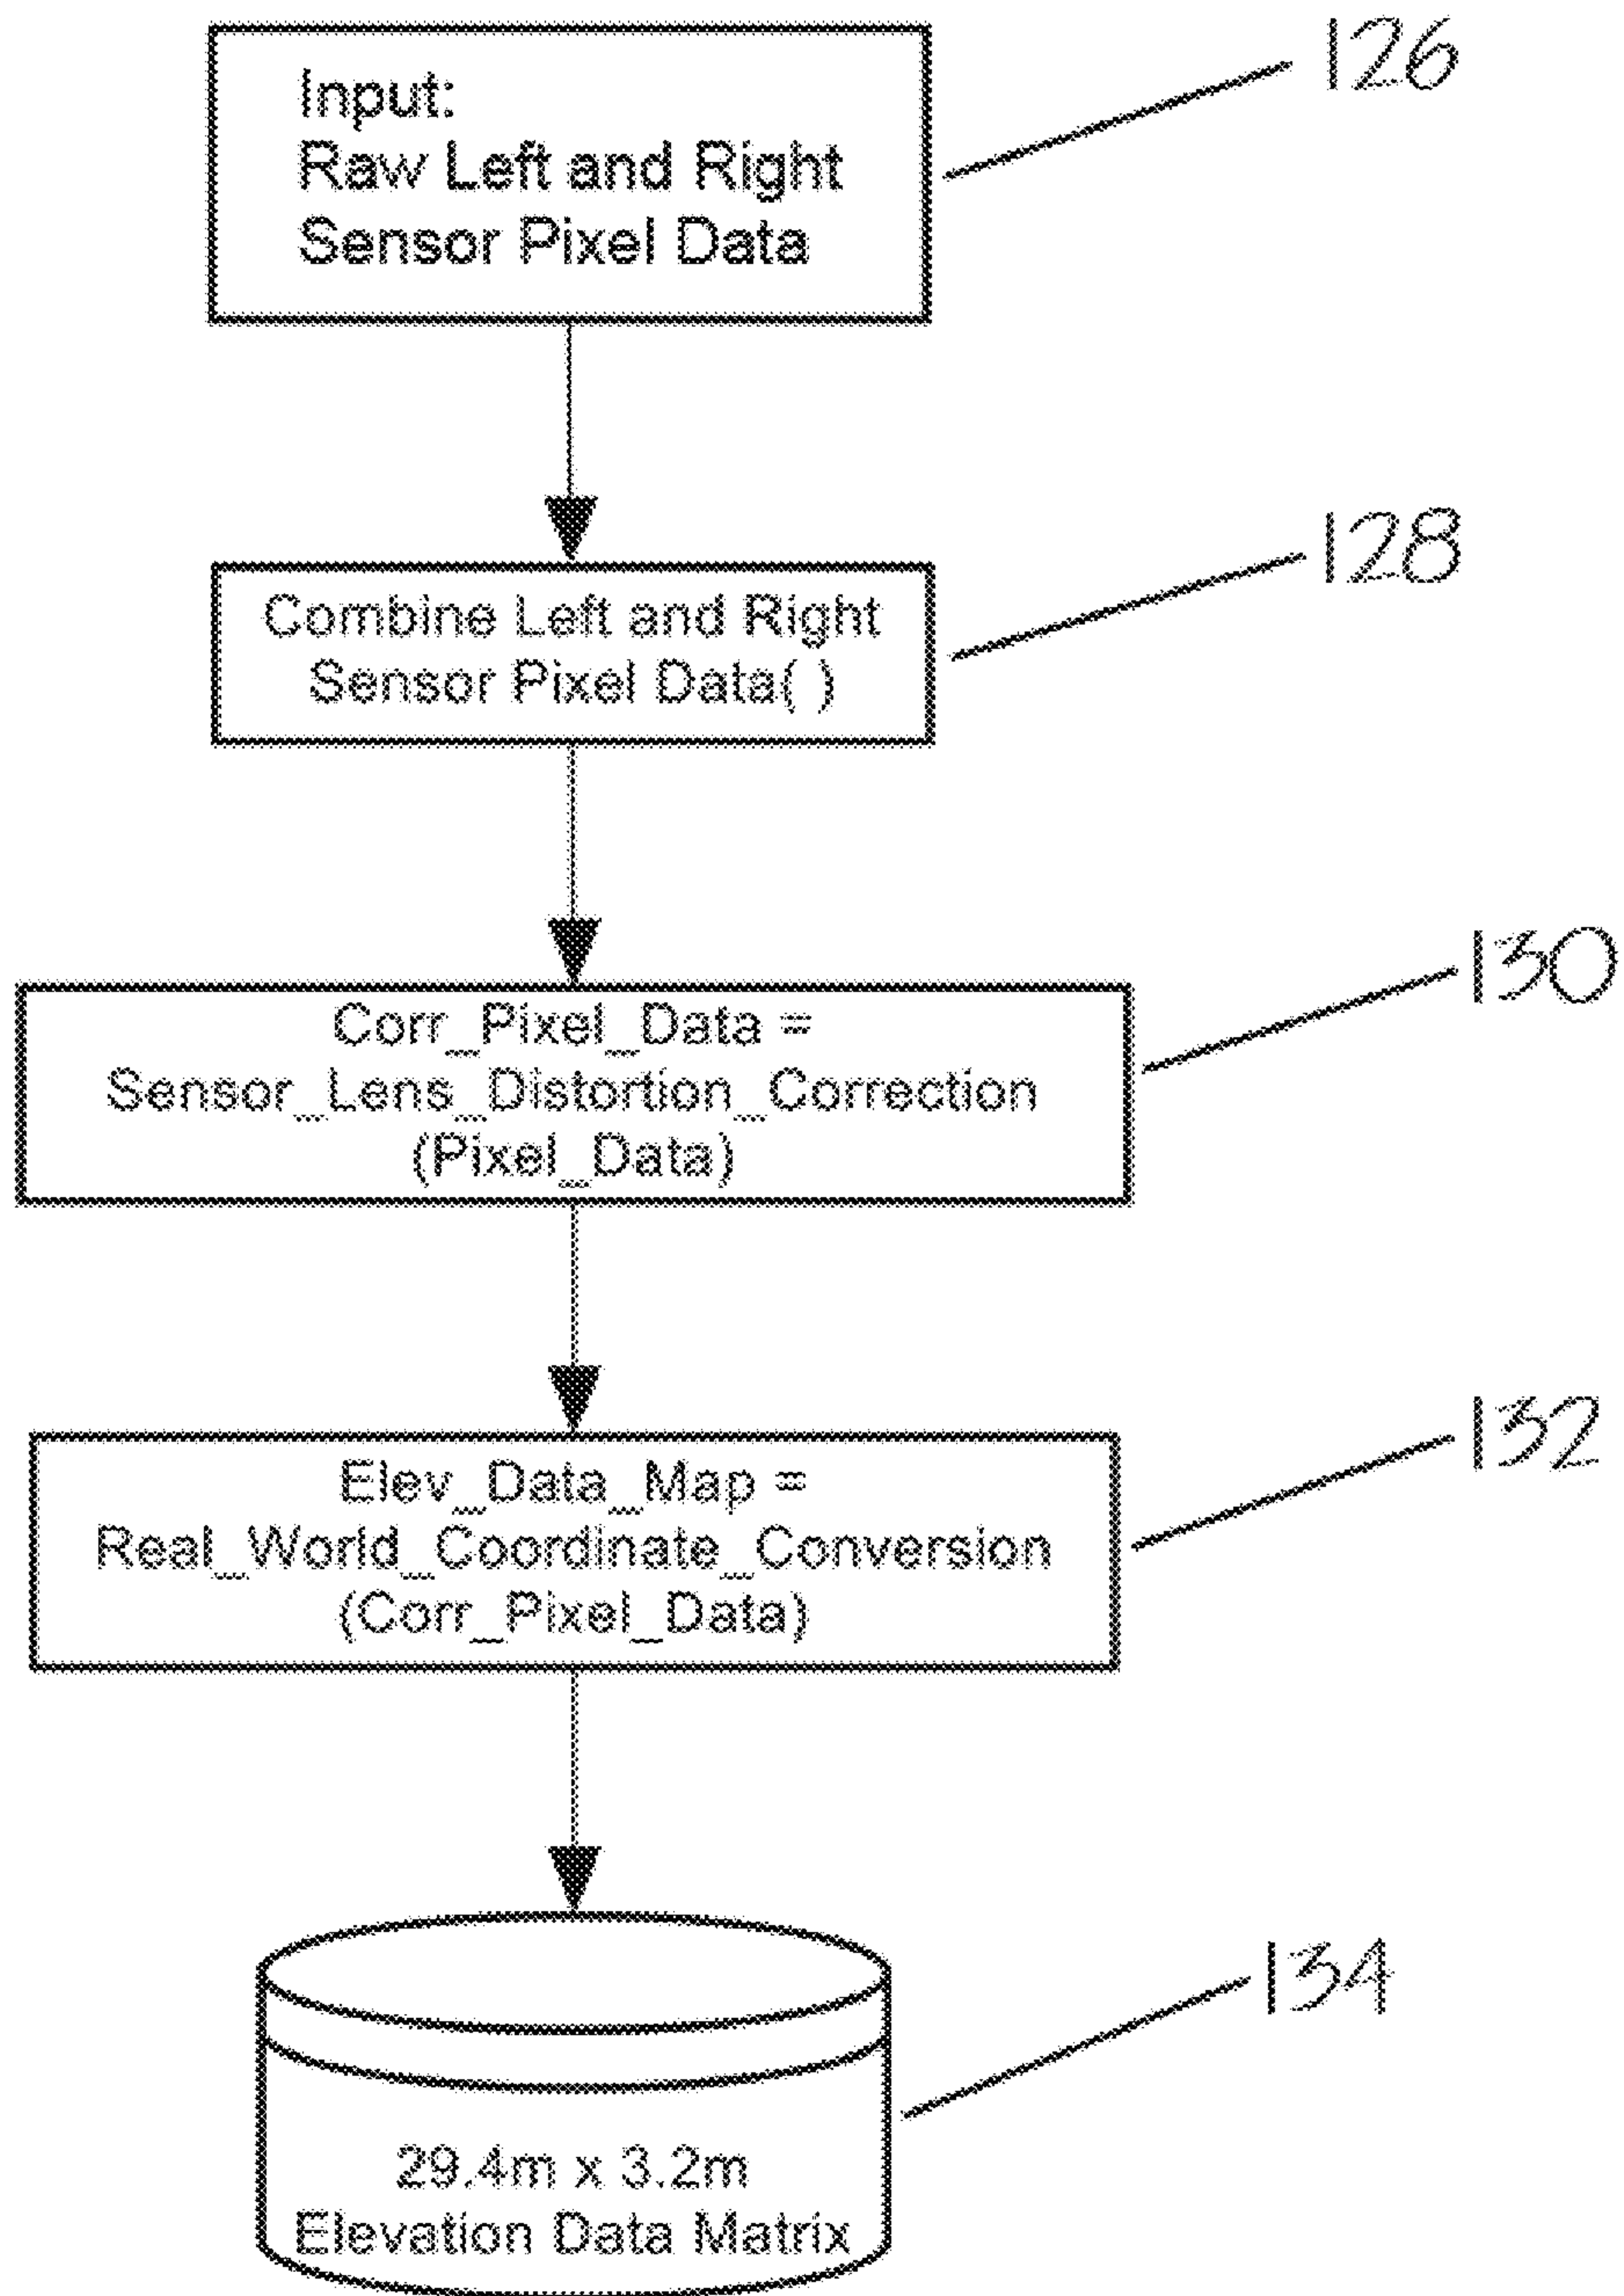 Input:
126
Raw Left and Right
Sensor Pixel Data
128
Combine Left and Right
Sensor Pixel Data( )
130
Corr_Pixel_Data =
Sensor_Lens_Distortion_Correction
(Pixel_Data)
132
Elev_Data_Map =
Real_World_Coordinate_Conversion
(Corr_Pixel_Data)
134
29.4m x 3.2m
Elevation Data Matrix